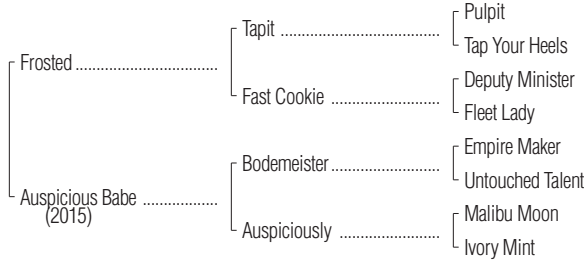 Pulpit
Tapit ..................................
Tap Your Heels
Frosted .................................
Deputy Minister
Fast Cookie .........................
Fleet Lady
Empire Maker
Bodemeister .........................
Untouched Talent
Auspicious Babe .................
(2015)
Malibu Moon
Auspiciously .......................
Ivory Mint